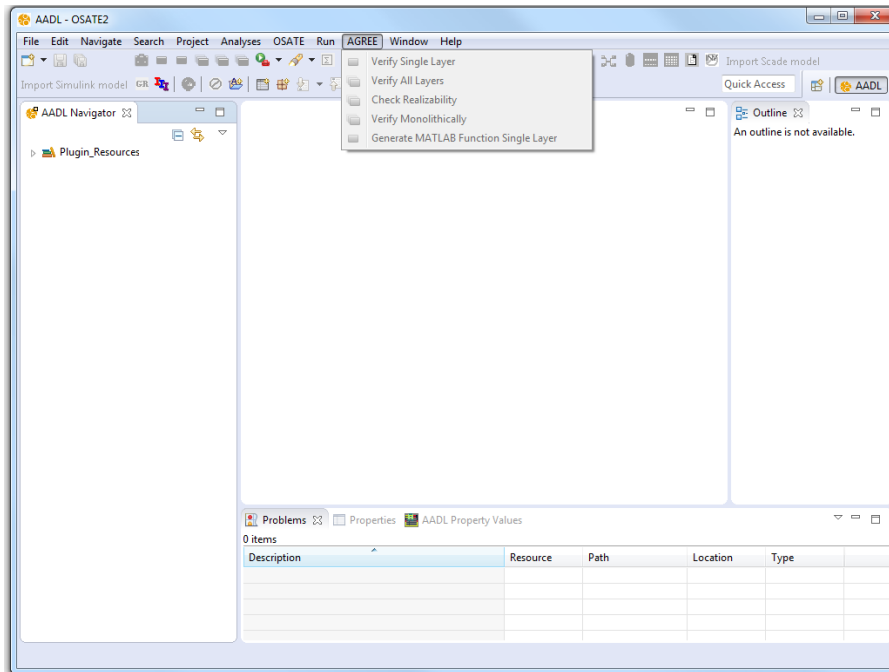 AADL - OSATE2
File Edit Navigate Search Project Analyses OSATE Run AGREE Window Help
Import Scade model
Import Simulink model GR
Quick Access
AADL
Verify Single Layer
Verify All Layers
Check Realizability
Verify Monolithically
Generate MATLAB Function Single Layer
AADL Navigator
Plugin_Resources
Outline
An outline is not available.
Problems Properties AADL Property Values
0 items
Description Resource Path Location Type